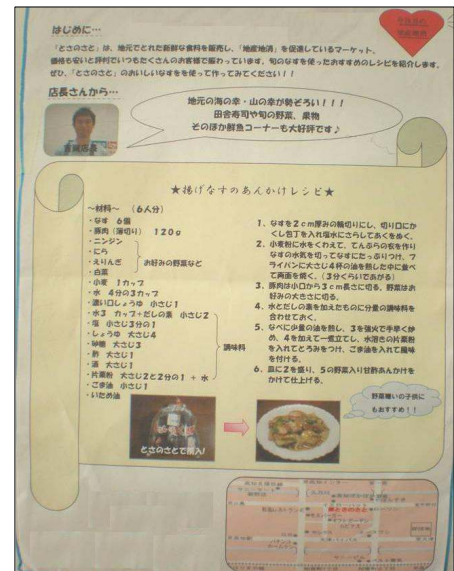 はじめに…
「とさのさと」は、地元でとれた新鮮な食料を販売し、「地産地消」を促進しているマーケット。
価格も安いと評判でいつもたくさんのお客様で賑わっています。旬のなすを使ったおすすめのレシピを紹介します。
ぜひ、「とさのさと」のおいしいなすを使って作ってみてください！！
店長さんから…
地元の海の幸・山の幸が勢ぞろい！！！
田舎寿司や旬の野菜、果物
そのほか鮮魚コーナーも大好評です♪
★揚げなすのあんかけレシピ★
～材料～ （6人分）
・なす 6個
・豚肉（薄切り） 120g
・ニンジン
・にら
・えりんぎ
・白菜
お好みの野菜など
・小麦 1カップ
・水 4分の3カップ
・濃い口しょうゆ 小さじ1
・水3 カップ+だしの素 小さじ2
・塩 小さじ3分の1
・しょうゆ 大さじ4
・砂糖 大さじ3
・酢 大さじ1
・酒 大さじ1
・片栗粉 大さじ2と2分の1 + 水
・ごま油 小さじ1
・いため油
調味料
1、なすを2cm厚みの輪切りにし、切り口にか
くし包丁を入れ塩水にさらしてあくをぬく。
2、小麦粉に水をくわえて、てんぷらの衣を作り
なすの水気を切ってなすにたっぷりつけ、フ
ライパンに大さじ4杯の油を熱した中に並べ
て両面を焼く。（3分くらいであがる）
3、豚肉は小口から3cm長さに切る。野菜はお
好みの大きさに切る。
4、水とだしの素を加えたものに分量の調味料を
合わせておく。
5、なべに少量の油を熱し、3を強火で手早く炒
め、4を加えて一煮立てし、水溶きの片栗粉
を入れてとろみをつけ、ごま油を入れて風味
を付ける。
6、皿に2を盛り、5の野菜入り甘酢あんかけを
かけて仕上げる。
とさのさとで購入！
野菜嫌いの子供に
もおすすめ！！